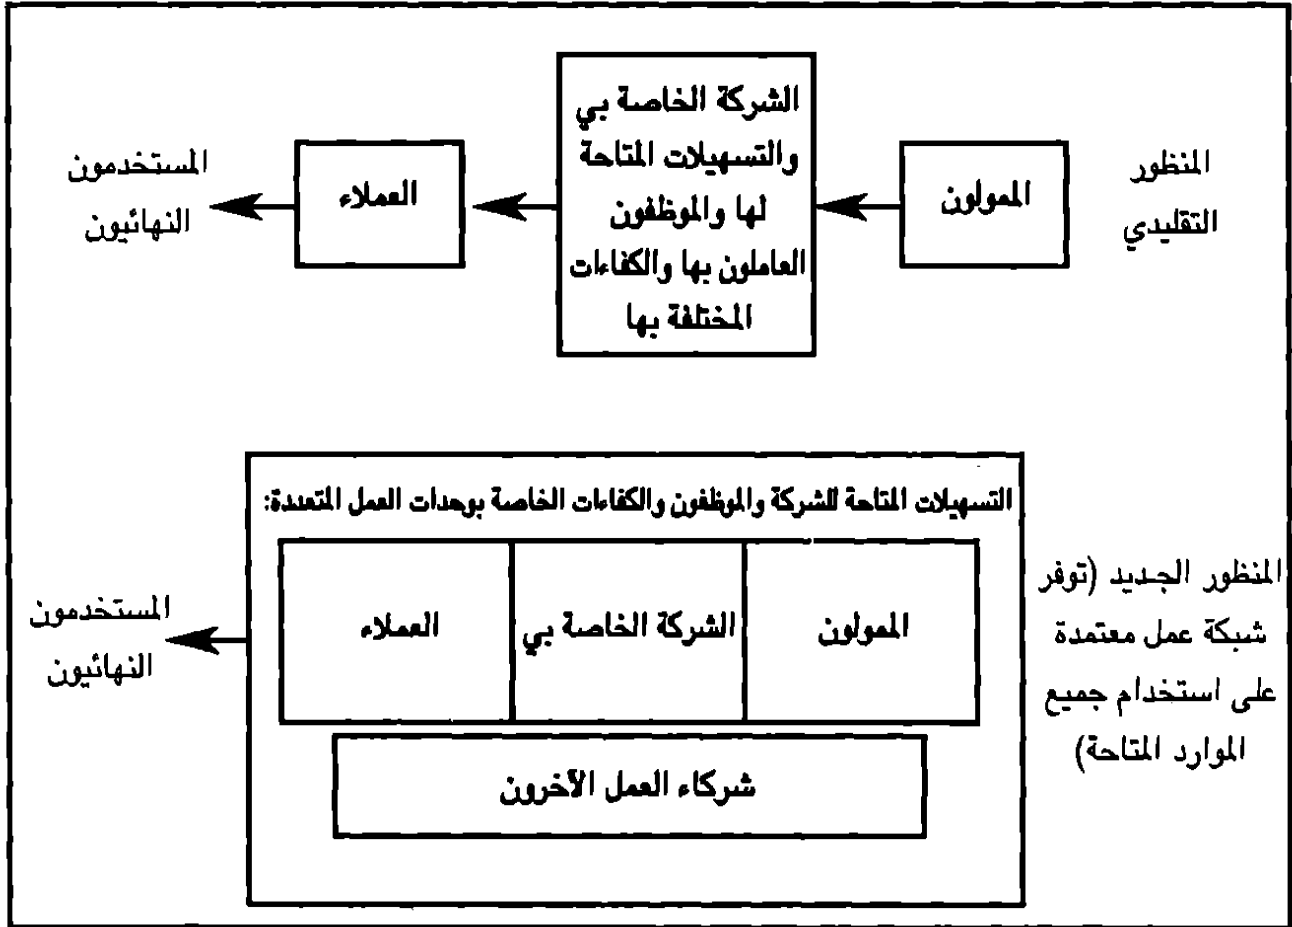 المنظور
التقليدي
الممولون
الشركة الخاصة بي
والتسهيلات المتاحة
لها والموظفون
العاملون بها والكفاءات
المختلفة بها
العملاء
المستخدمون
النهائيون
المنظور الجديد (توفر
شبكة عمل معتمدة
على استخدام جميع
الموارد المتاحة)
التسهيلات المتاحة للشركة والموظفون والكفاءات الخاصة بوحدات العمل المتعددة:
الممولون
الشركة الخاصة بي
العملاء
شركاء العمل الآخرون
المستخدمون
النهائيون